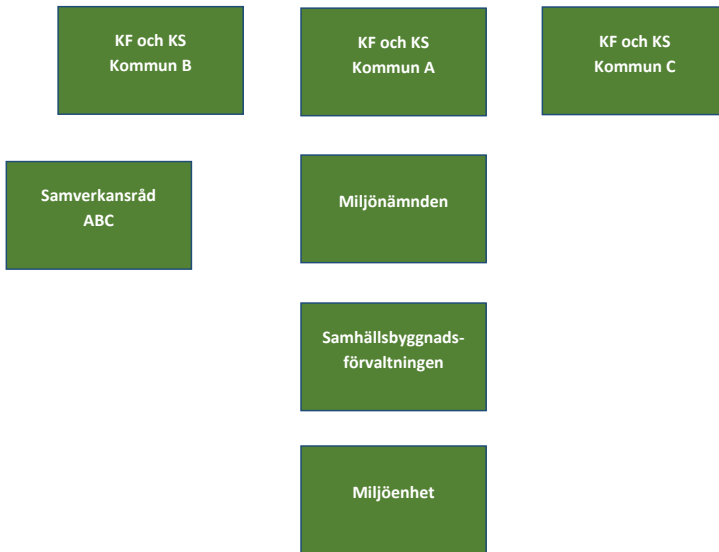 KF och KS
Kommun B
KF och KS
Kommun A
KF och KS
Kommun C
Samverkansråd
ABC
Miljönämnden
Samhällsbyggnads-
förvaltningen
Miljöenhet